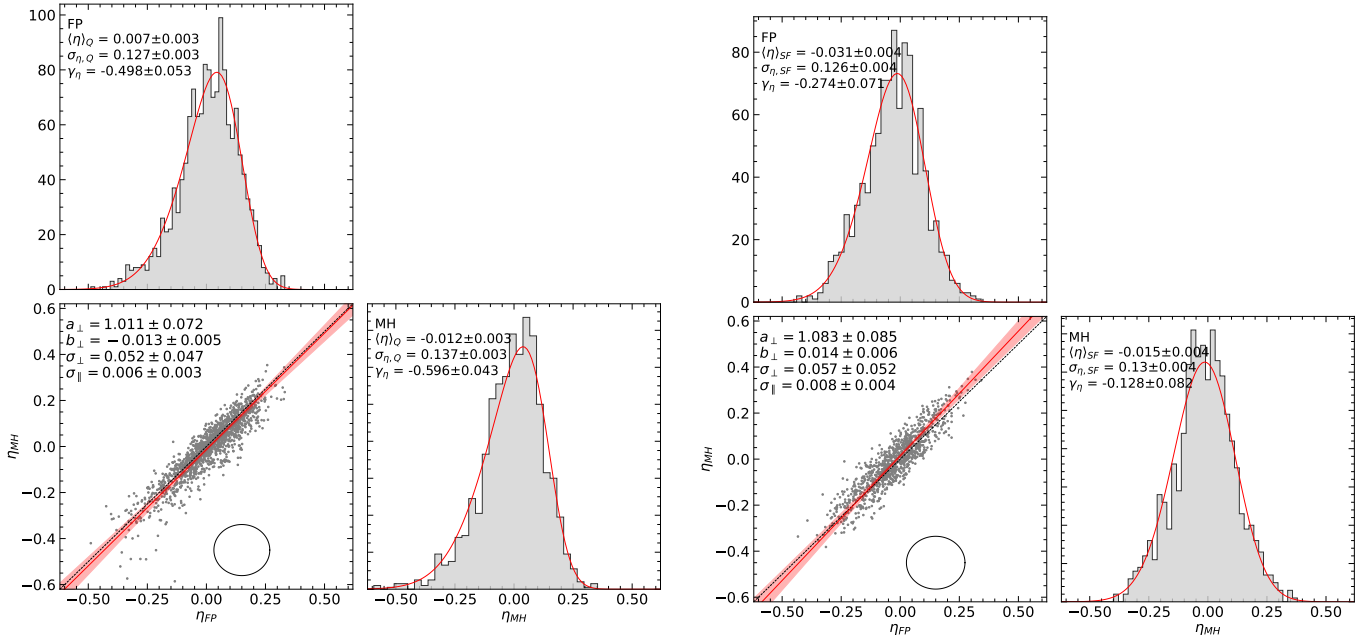 FP
⟨η⟩_Q = 0.007±0.003
σ_η,Q = 0.127±0.003
γ_η = -0.498±0.053
100
80
60
40
20
0
a⊥ = 1.011 ± 0.072
b⊥ = −0.013 ± 0.005
σ⊥ = 0.052 ± 0.047
σ∥ = 0.006 ± 0.003
0.6
0.4
0.2
0.0
−0.2
−0.4
−0.6
η_MH
−0.50 −0.25 0.00 0.25 0.50
η_FP
MH
⟨η⟩_Q = -0.012±0.003
σ_η,Q = 0.137±0.003
γ_η = -0.596±0.043
−0.50 −0.25 0.00 0.25 0.50
η_MH
FP
⟨η⟩_SF = -0.031±0.004
σ_η,SF = 0.126±0.004
γ_η = -0.274±0.071
80
60
40
20
0
a⊥ = 1.083 ± 0.085
b⊥ = 0.014 ± 0.006
σ⊥ = 0.057 ± 0.052
σ∥ = 0.008 ± 0.004
0.6
0.4
0.2
0.0
−0.2
−0.4
−0.6
η_MH
−0.50 −0.25 0.00 0.25 0.50
η_FP
MH
⟨η⟩_SF = -0.015±0.004
σ_η,SF = 0.13±0.004
γ_η = -0.128±0.082
−0.50 −0.25 0.00 0.25 0.50
η_MH